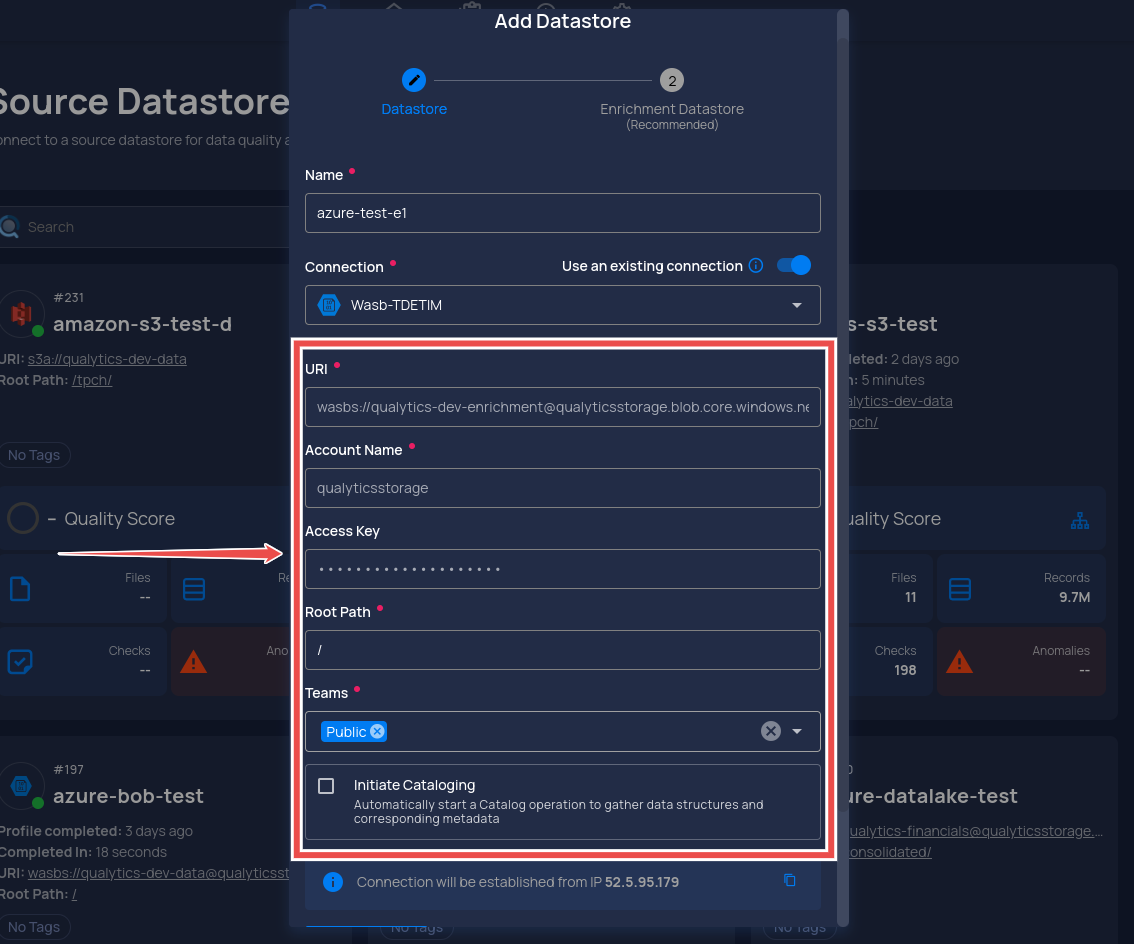 Add Datastore
2
Datastore
Enrichment Datastore
(Recommended)
Source Datastore
onnect to a source datastore for data quality a
Name
azure-test-e1
Search
Connection
Use an existing connection
Wasb-TDETIM
#231
amazon-s3-test-d
URI: s3a://qualytics-dev-data
Root Path: /tpch/
No Tags
– Quality Score
Files
--
Re
Checks
--
Ano
s-s3-test
leted: 2 days ago
n: 5 minutes
alytics-dev-data
pch/
uality Score
Files
11
Records
9.7M
Checks
198
Anomalies
--
URI
wasbs://qualytics-dev-enrichment@qualyticsstorage.blob.core.windows.ne
Account Name
qualyticsstorage
Access Key
••••••••••••••••••••
Root Path
/
Teams
Public
Initiate Cataloging
Automatically start a Catalog operation to gather data structures and
corresponding metadata
Connection will be established from IP 52.5.95.179
#197
azure-bob-test
Profile completed: 3 days ago
Completed In: 18 seconds
URI: wasbs://qualytics-dev-data@qualyticsst
Root Path: /
No Tags
No Tags
0
ure-datalake-test
ualytics-financials@qualyticsstorage....
onsolidated/
No Tags